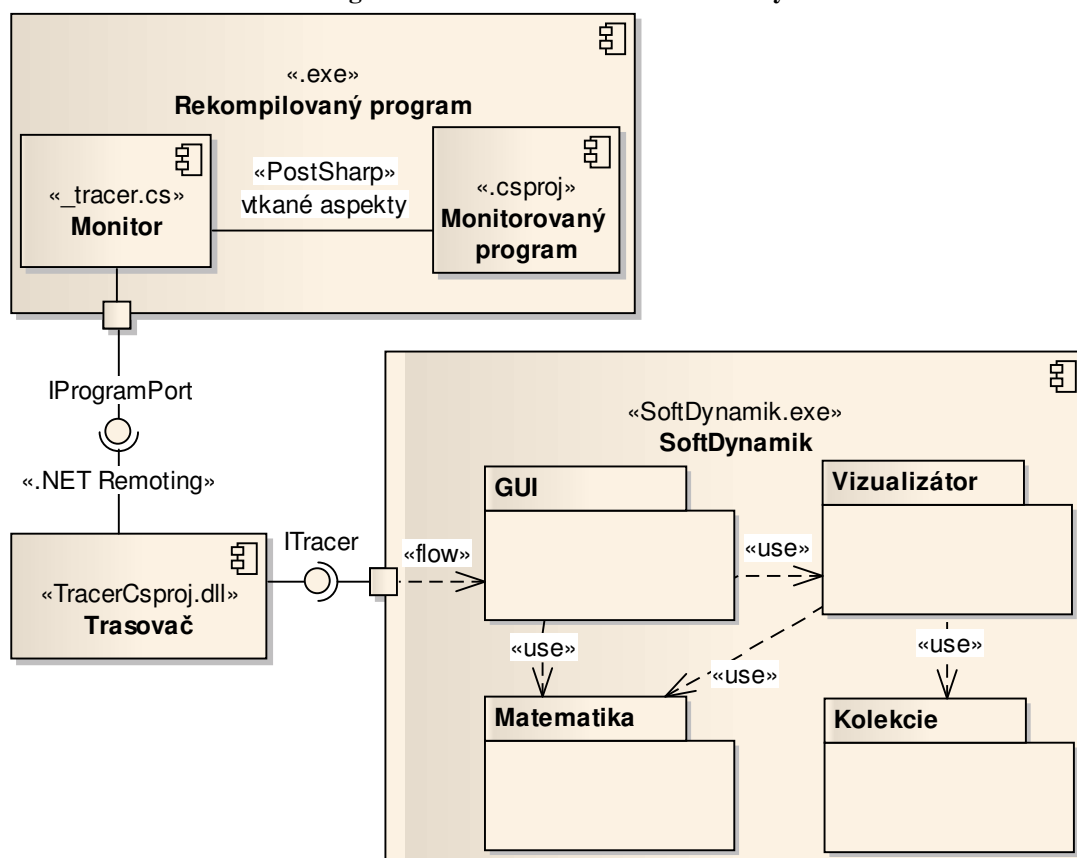 «.exe»
Rekompilovaný program
«_tracer.cs»
Monitor
«PostSharp»
vtkané aspekty
«.csproj»
Monitorovaný
program
IProgramPort
«.NET Remoting»
«TracerCsproj.dll»
Trasovač
ITracer
«SoftDynamik.exe»
SoftDynamik
«flow»
GUI
«use»
Vizualizátor
«use»
«use»
«use»
Matematika
Kolekcie